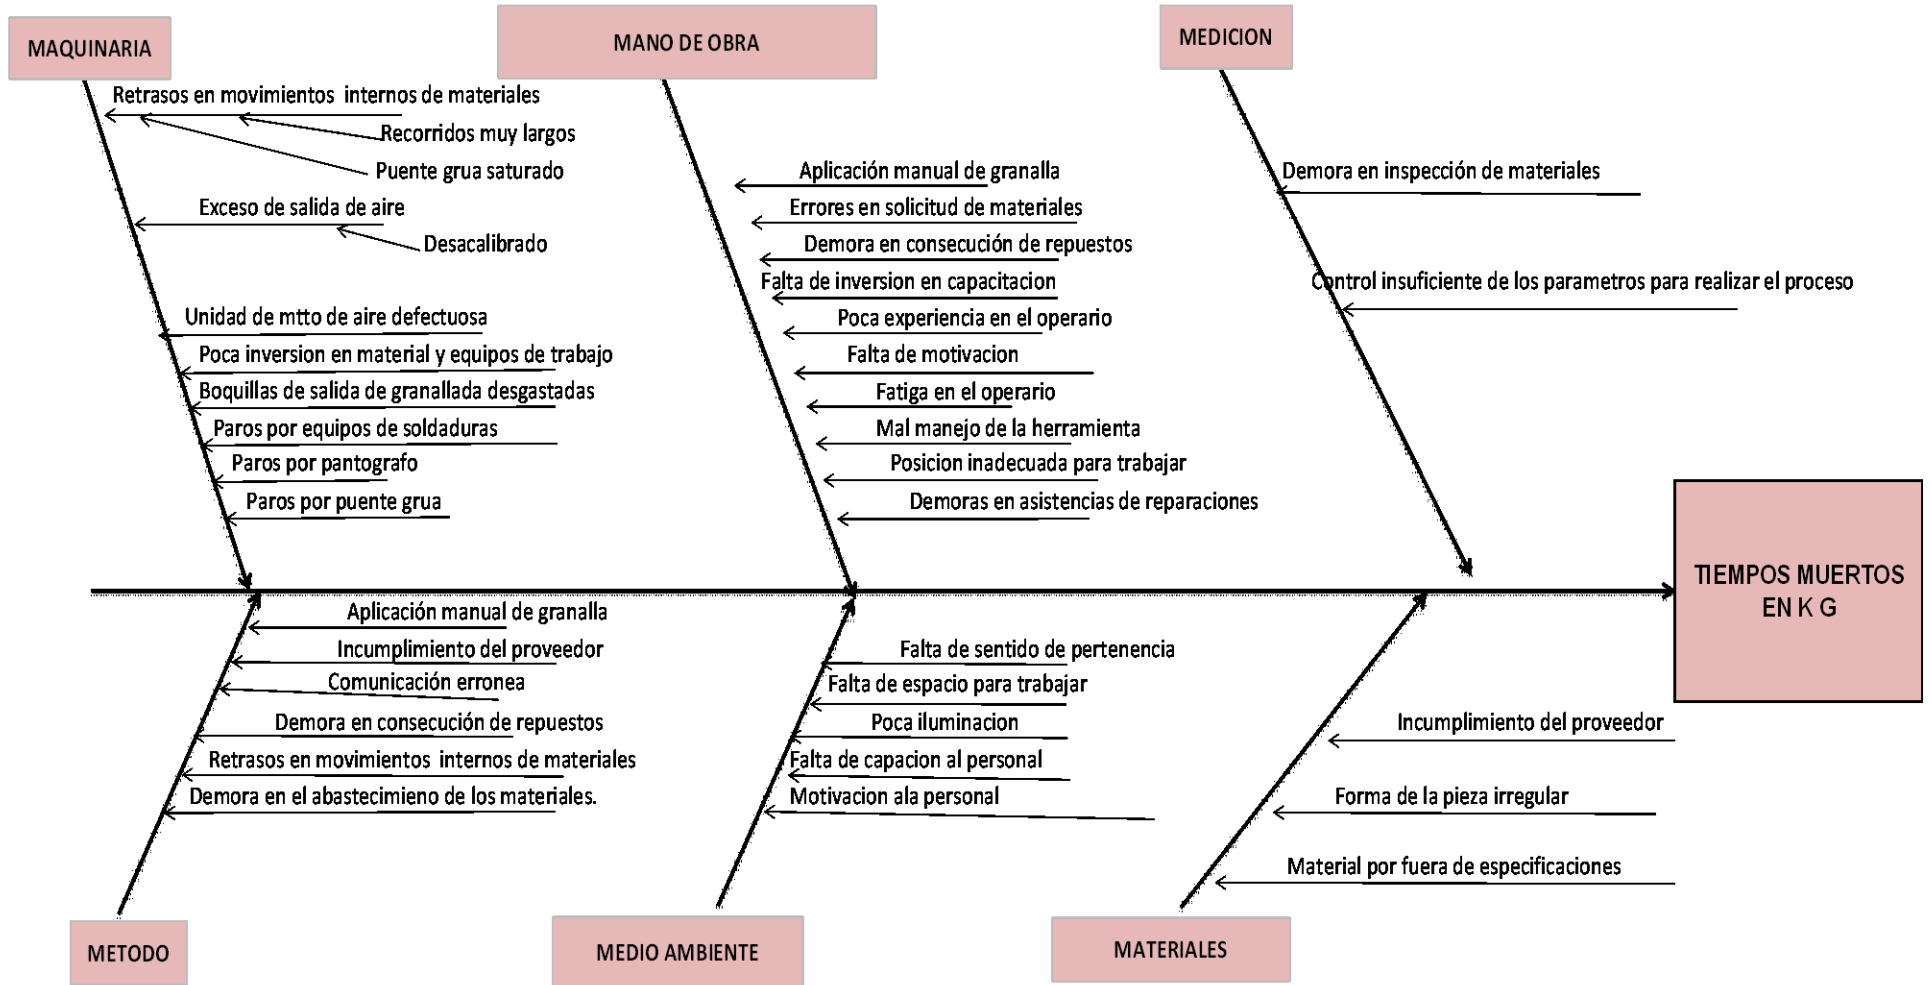 MAQUINARIA
MANO DE OBRA
MEDICION
Retrasos en movimientos internos de materiales
Recorridos muy largos
Puente grua saturado
Exceso de salida de aire
Desacalibrado
Unidad de mtto de aire defectuosa
Poca inversion en material y equipos de trabajo
Boquillas de salida de granallada desgastadas
Paros por equipos de soldaduras
Paros por pantografo
Paros por puente grua
Aplicación manual de granalla
Errores en solicitud de materiales
Demora en consecución de repuestos
Falta de inversion en capacitacion
Poca experiencia en el operario
Falta de motivacion
Fatiga en el operario
Mal manejo de la herramienta
Posicion inadecuada para trabajar
Demoras en asistencias de reparaciones
Demora en inspección de materiales
Control insuficiente de los parametros para realizar el proceso
TIEMPOS MUERTOS
EN K G
Aplicación manual de granalla
Incumplimiento del proveedor
Comunicación erronea
Demora en consecución de repuestos
Retrasos en movimientos internos de materiales
Demora en el abastecimieno de los materiales.
Falta de sentido de pertenencia
Falta de espacio para trabajar
Poca iluminacion
Falta de capacion al personal
Motivacion ala personal
Incumplimiento del proveedor
Forma de la pieza irregular
Material por fuera de especificaciones
METODO
MEDIO AMBIENTE
MATERIALES